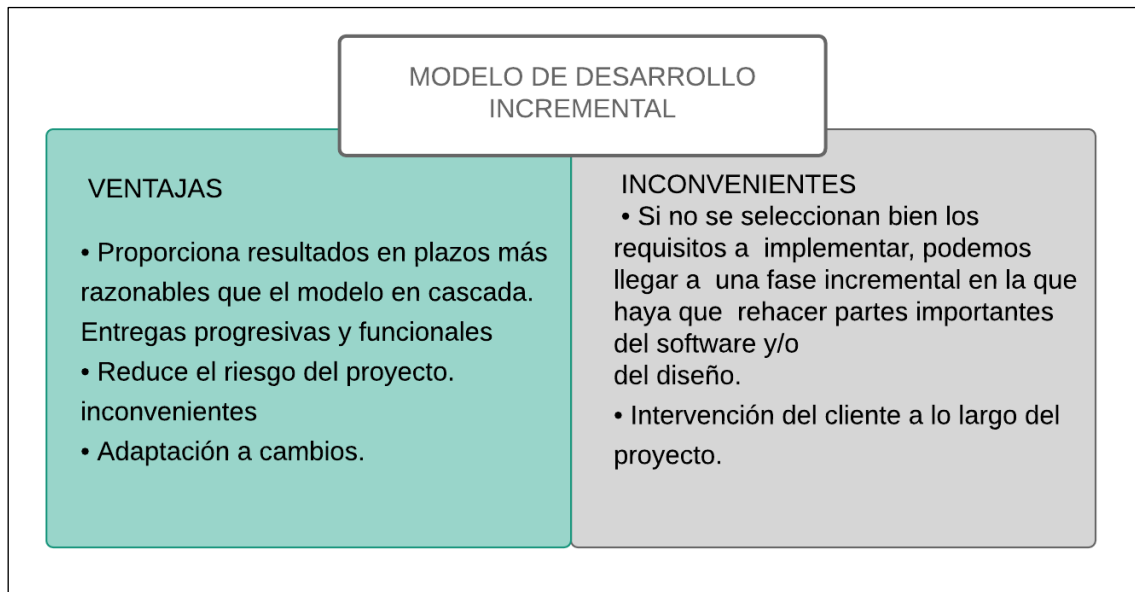 MODELO DE DESARROLLO
INCREMENTAL
VENTAJAS
• Proporciona resultados en plazos más
razonables que el modelo en cascada.
Entregas progresivas y funcionales
• Reduce el riesgo del proyecto.
inconvenientes
• Adaptación a cambios.
INCONVENIENTES
• Si no se seleccionan bien los
requisitos a  implementar, podemos
llegar a  una fase incremental en la que
haya que  rehacer partes importantes
del software y/o
del diseño.
• Intervención del cliente a lo largo del
proyecto.